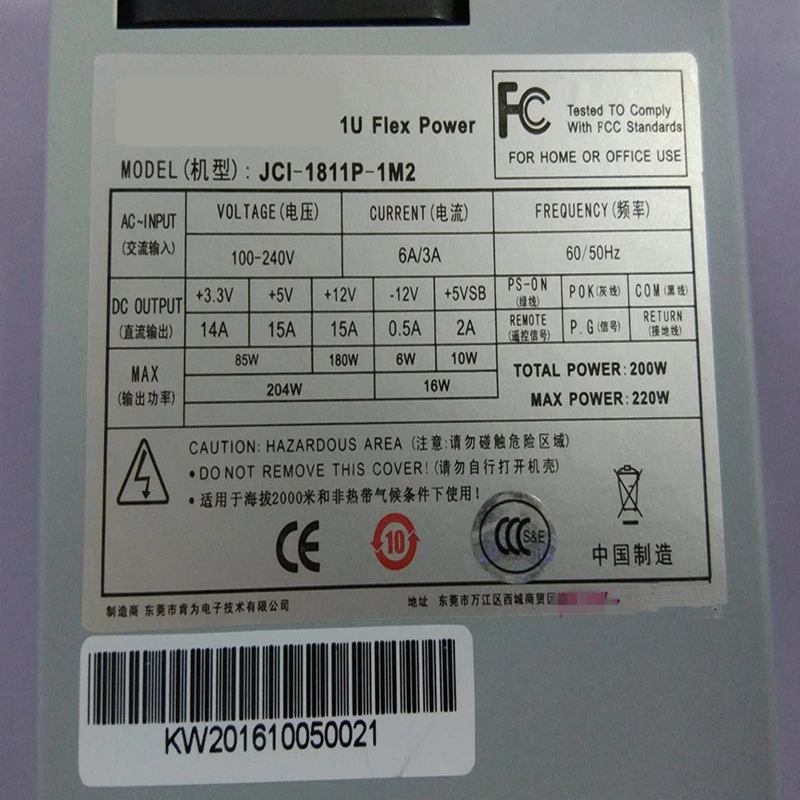 1U Flex Power
FC Tested TO Comply
With FCC Standards
FOR HOME OR OFFICE USE
MODEL(机型): JCI-1811P-1M2
AC~INPUT VOLTAGE(电压) CURRENT(电流) FREQUENCY(频率)
(交流输入) 100-240V 6A/3A 60/50Hz
DC OUTPUT +3.3V +5V +12V -12V +5VSB PS-ON (绿线) POK(灰线) COM(黑线)
(直流输出) 14A 15A 15A 0.5A 2A REMOTE (遥控信号) P.G(信号) RETURN (接地线)
MAX 85W 180W 6W 10W TOTAL POWER:200W
(输出功率) 204W 16W MAX POWER:220W
CAUTION: HAZARDOUS AREA (注意:请勿碰触危险区域)
•DO NOT REMOVE THIS COVER!(请勿自行打开机壳)
•适用于海拔2000米和非热带气候条件下使用!
CE 10 CCC S&E 中国制造
制造商 东莞市肯为电子技术有限公司 地址 东莞市万江区西城商贸区
KW201610050021